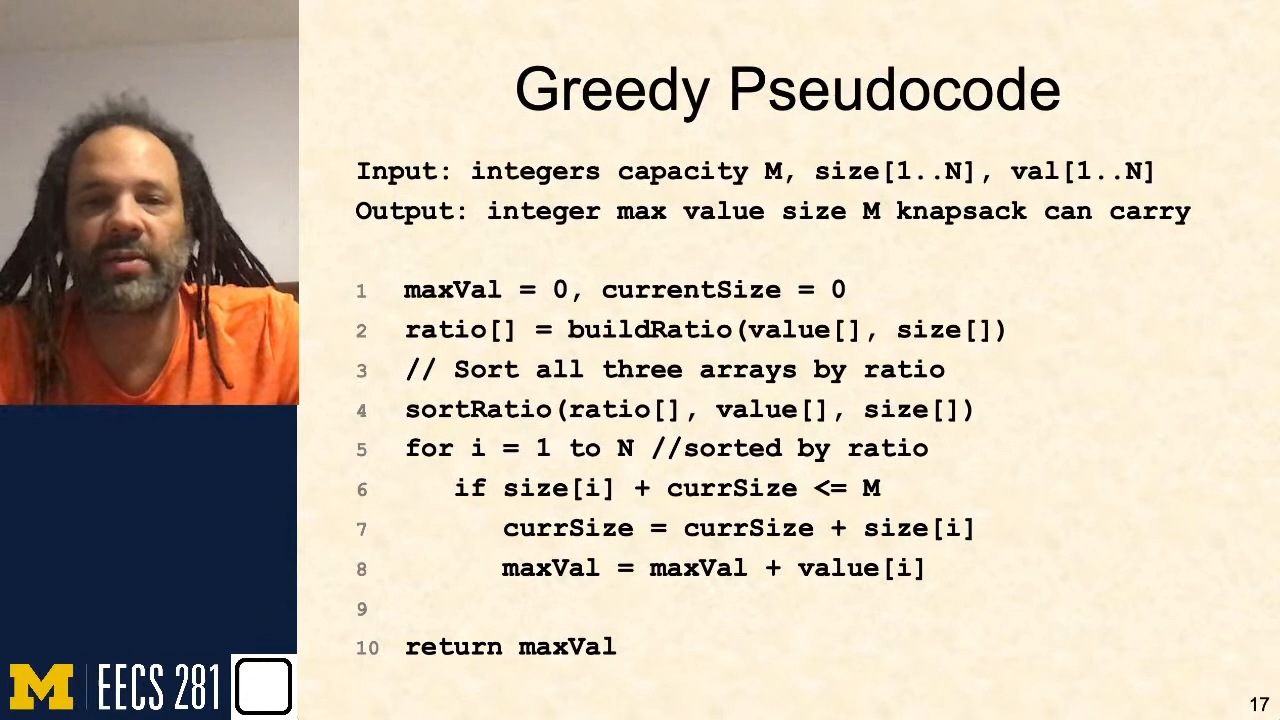 Greedy Pseudocode
Input: integers capacity M, size[1..N], val[1..N]
Output: integer max value size M knapsack can carry
1 maxVal = 0, currentSize = 0
2 ratio[] = buildRatio(value[], size[])
3 // Sort all three arrays by ratio
4 sortRatio(ratio[], value[], size[])
5 for i = 1 to N //sorted by ratio
6 if size[i] + currSize <= M
7 currSize = currSize + size[i]
8 maxVal = maxVal + value[i]
9
10 return maxVal
M EECS 281
17